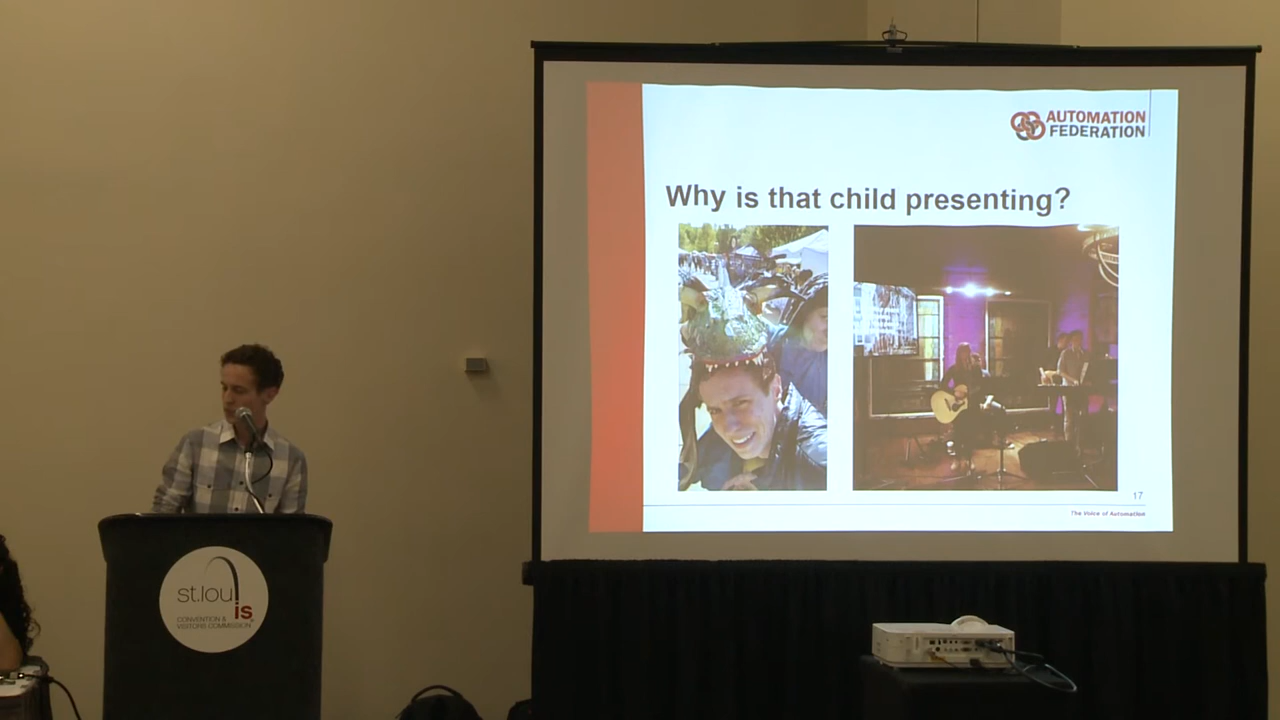 AUTOMATION
FEDERATION
Why is that child presenting?
17
The Voice of Automation
st.louis
CONVENTION &
VISITORS COMMISSION